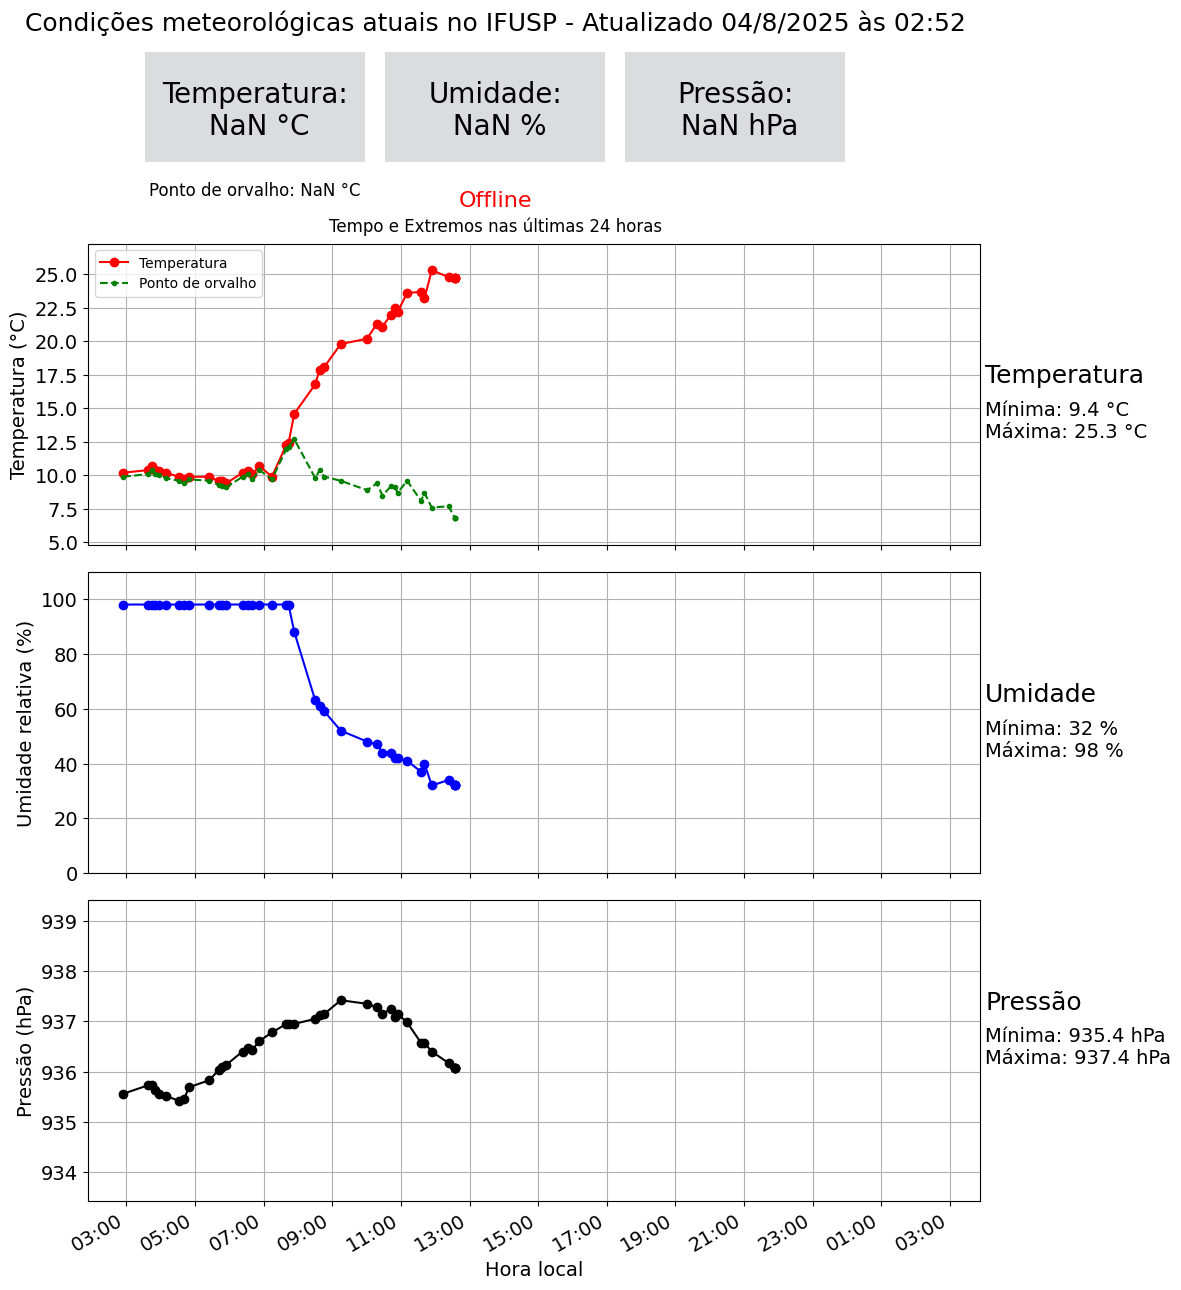 Condições meteorológicas atuais no IFUSP - Atualizado 04/8/2025 às 02:52
Temperatura:
NaN °C
Umidade:
NaN %
Pressão:
NaN hPa
Ponto de orvalho: NaN °C
Offline
Tempo e Extremos nas últimas 24 horas
Temperatura
Ponto de orvalho
Temperatura (°C)
25.0
22.5
20.0
17.5
15.0
12.5
10.0
7.5
5.0
Temperatura
Mínima: 9.4 °C
Máxima: 25.3 °C
Umidade relativa (%)
100
80
60
40
20
0
Umidade
Mínima: 32 %
Máxima: 98 %
Pressão (hPa)
939
938
937
936
935
934
Pressão
Mínima: 935.4 hPa
Máxima: 937.4 hPa
03:00 05:00 07:00 09:00 11:00 13:00 15:00 17:00 19:00 21:00 23:00 01:00 03:00
Hora local